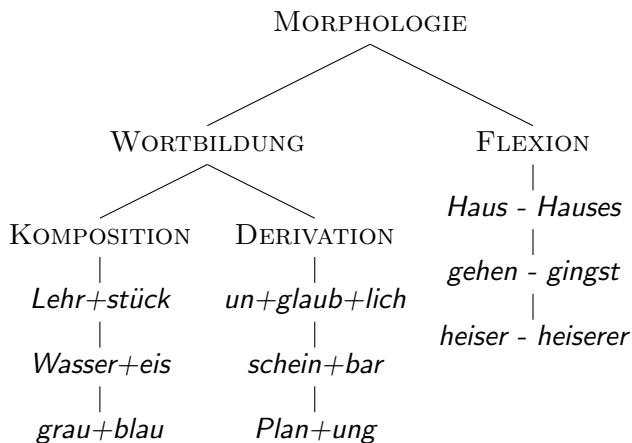 MORPHOLOGIE
WORTBILDUNG FLEXION
Haus - Hauses
KOMPOSITION DERIVATION
gehen - gingst
Lehr+stück un+glaub+lich
heiser - heiserer
Wasser+eis schein+bar
grau+blau Plan+ung